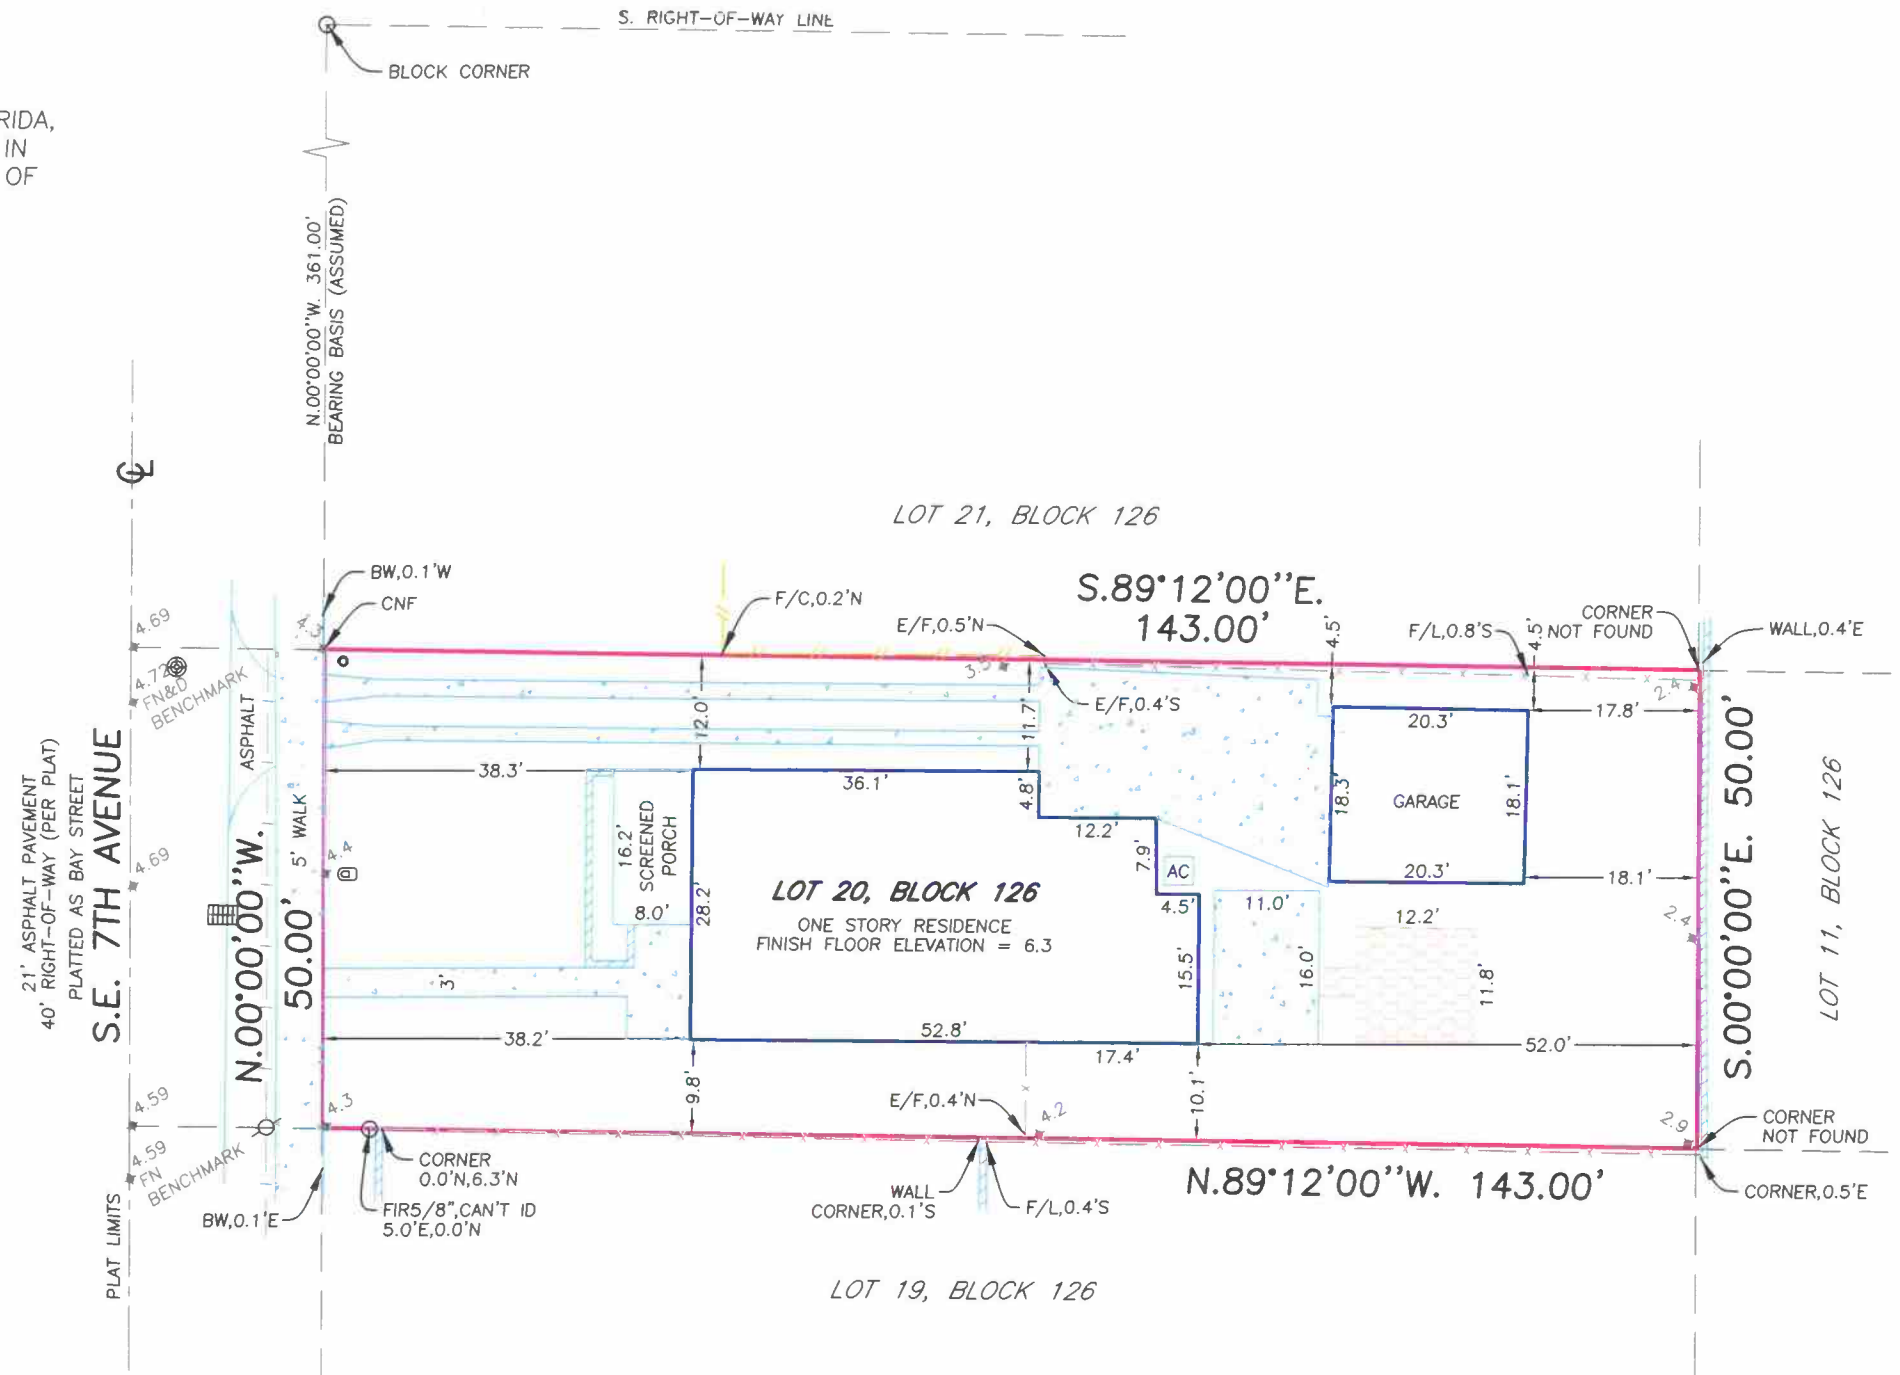 S. RIGHT-OF-WAY LINE
BLOCK CORNER
RIDA,
IN
OF
N.00°00'00"W. 361.00'
BEARING BASIS (ASSUMED)
LOT 21, BLOCK 126
BW,0.1'W
CNF
F/C,0.2'N
E/F,0.5'N
S.89°12'00"E.
143.00'
4.5'
F/L,0.8'S
4.5'
CORNER
NOT FOUND
WALL,0.4'E
4.69
4.72
FN&D
BENCHMARK
ASPHALT
3.5
E/F,0.4'S
2.4
12.0'
11.7'
20.3'
17.8'
38.3'
36.1'
4.8'
12.2'
7.9'
AC
4.5'
18.3'
GARAGE
18.1'
20.3'
18.1'
16.2'
SCREENED
PORCH
8.0'
28.2'
LOT 20, BLOCK 126
ONE STORY RESIDENCE
FINISH FLOOR ELEVATION = 6.3
11.0'
12.2'
15.5'
16.0'
11.8'
2.4
21' ASPHALT PAVEMENT
40' RIGHT-OF-WAY (PER PLAT)
PLATTED AS BAY STREET
S.E. 7TH AVENUE
4.69
5' WALK
4.4
N.00°00'00"W.
50.00'
3'
S.00°00'00"E. 50.00'
LOT 11, BLOCK 126
38.2'
52.8'
17.4'
52.0'
9.8'
10.1'
E/F,0.4'N
4.2
4.59
4.3
4.59
FN
BENCHMARK
2.9
CORNER
NOT FOUND
CORNER
0.0'N,6.3'N
FIR5/8",CAN'T ID
5.0'E,0.0'N
BW,0.1'E
WALL
CORNER,0.1'S
F/L,0.4'S
N.89°12'00"W. 143.00'
CORNER,0.5'E
PLAT LIMITS
LOT 19, BLOCK 126